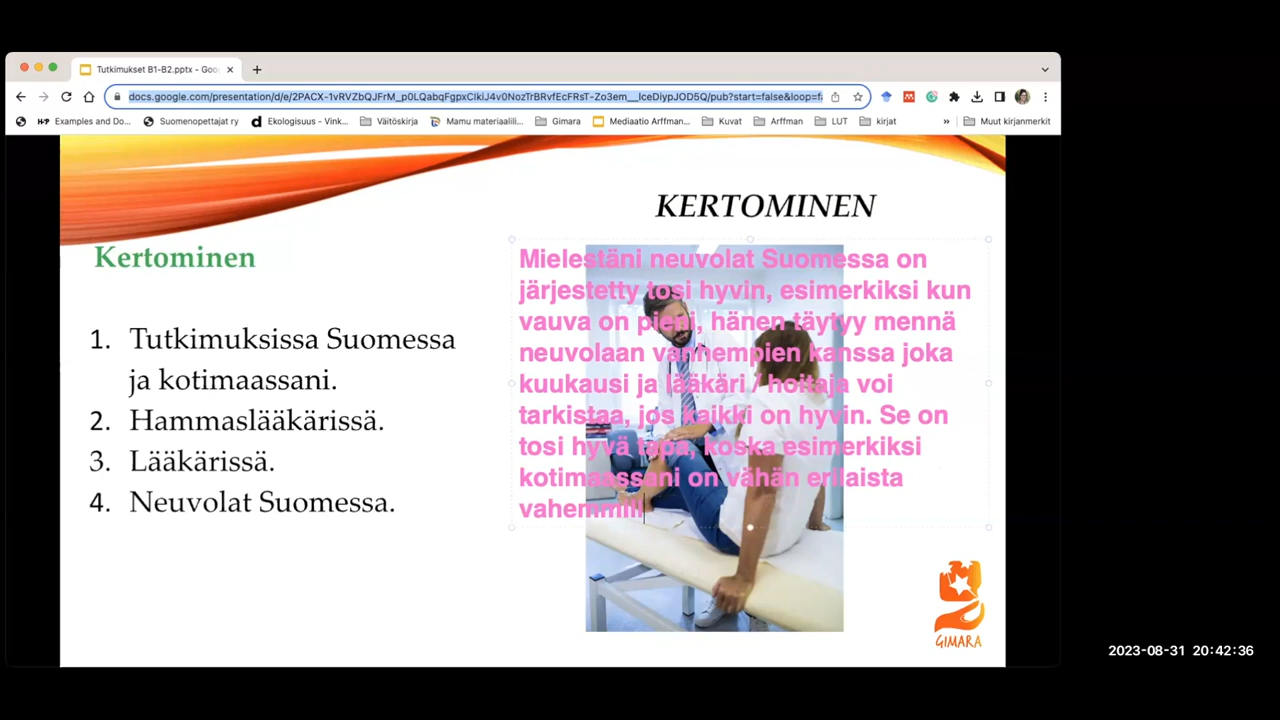 Tutkimukset B1-B2.pptx - Goo
docs.google.com/presentation/d/e/2PACX-1vRVZbQJFrM_p0LQabqFgpxCIkiJ4v0NozTrBRvfEcFRsT-Zo3em__IceDiypJOD5Q/pub?start=false&loop=f
Examples and Do... Suomenopettajat ry Ekologisuus - Vink... Väitöskirja Mamu materiaalili... Gimara Mediaatio Arffman... Kuvat Arffman LUT kirjat » Muut kirjanmerkit
KERTOMINEN
Kertominen
1. Tutkimuksissa Suomessa
ja kotimaassani.
2. Hammaslääkärissä.
3. Lääkärissä.
4. Neuvolat Suomessa.
Mielestäni neuvolat Suomessa on
järjestetty tosi hyvin, esimerkiksi kun
vauva on pieni, hänen täytyy mennä
neuvolaan vanhempien kanssa joka
kuukausi ja lääkäri / hoitaja voi
tarkistaa, jos kaikki on hyvin. Se on
tosi hyvä tapa, koska esimerkiksi
kotimaassani on vähän erilaista
GIMARA
2023-08-31 20:42:36